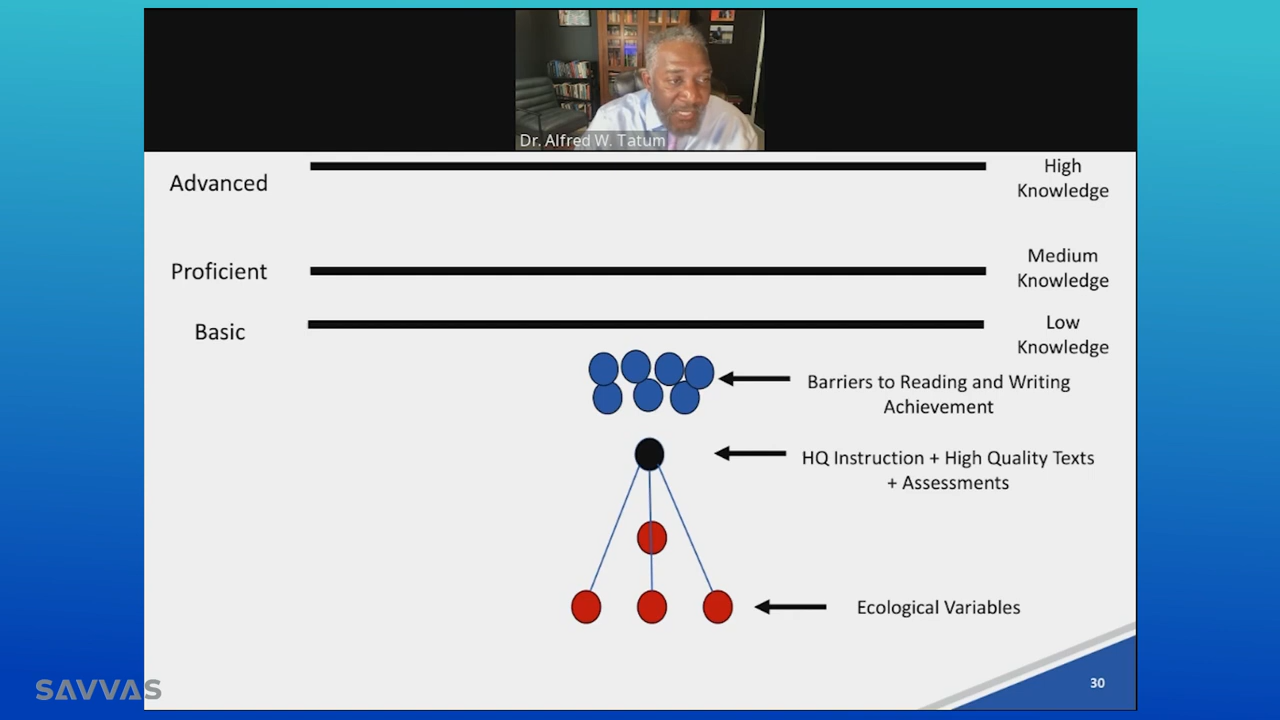 Dr. Alfred W. Tatum
Advanced
High
Knowledge
Proficient
Medium
Knowledge
Basic
Low
Knowledge
Barriers to Reading and Writing
Achievement
HQ Instruction + High Quality Texts
+ Assessments
Ecological Variables
30
SAVVAS